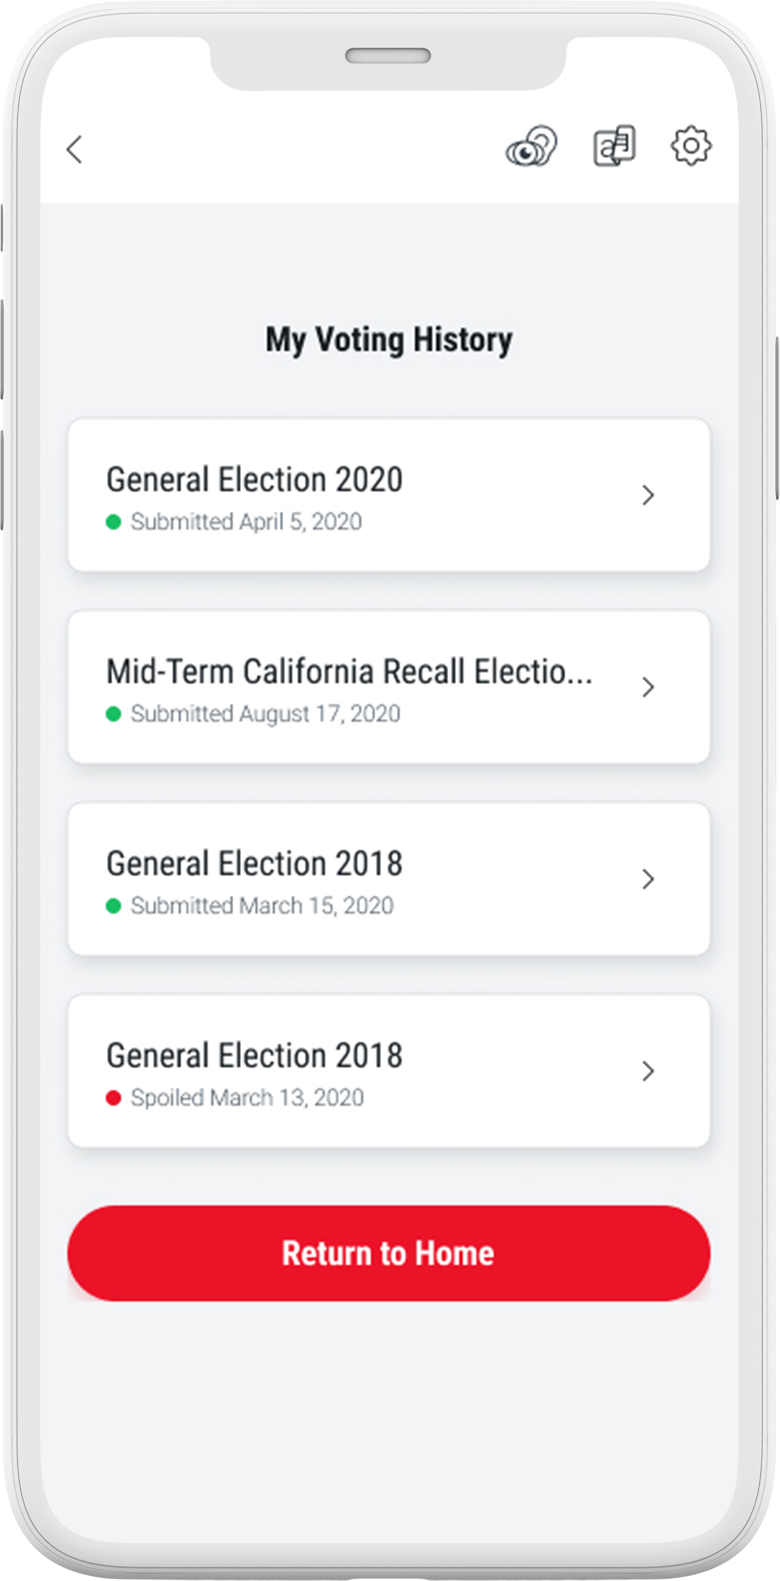 My Voting History
General Election 2020
Submitted April 5, 2020
Mid-Term California Recall Electio...
Submitted August 17, 2020
General Election 2018
Submitted March 15, 2020
General Election 2018
Spoiled March 13, 2020
Return to Home